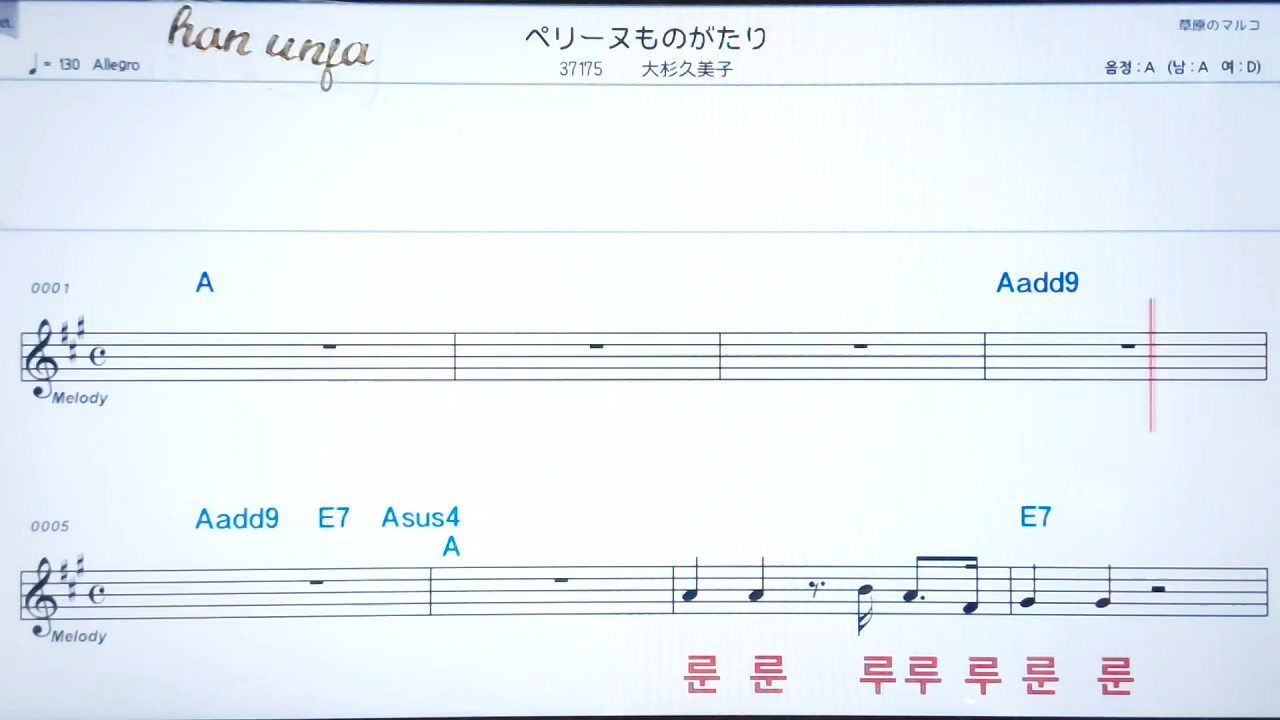 han unfa
ペリーヌものがたり
草原のマルコ
♩= 130 Allegro
37175 大杉久美子
음정 : A (남 : A 여 : D)
0001 A Aadd9
Melody
0005 Aadd9 E7 Asus4 E7
A
Melody
룬 룬 루 루 루 룬 룬